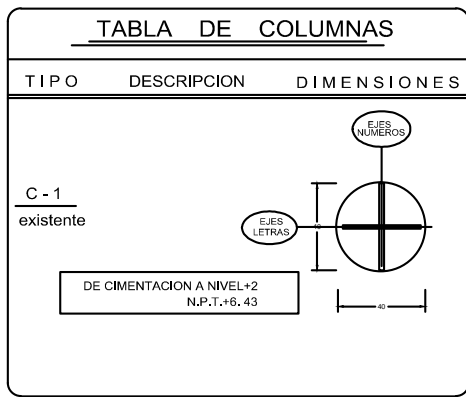 TABLA DE COLUMNAS
TIPO DESCRIPCION DIMENSIONES
EJES
NUMEROS
C - 1
existente
EJES
LETRAS
40
DE CIMENTACION A NIVEL+2
N.P.T.+6. 43
40